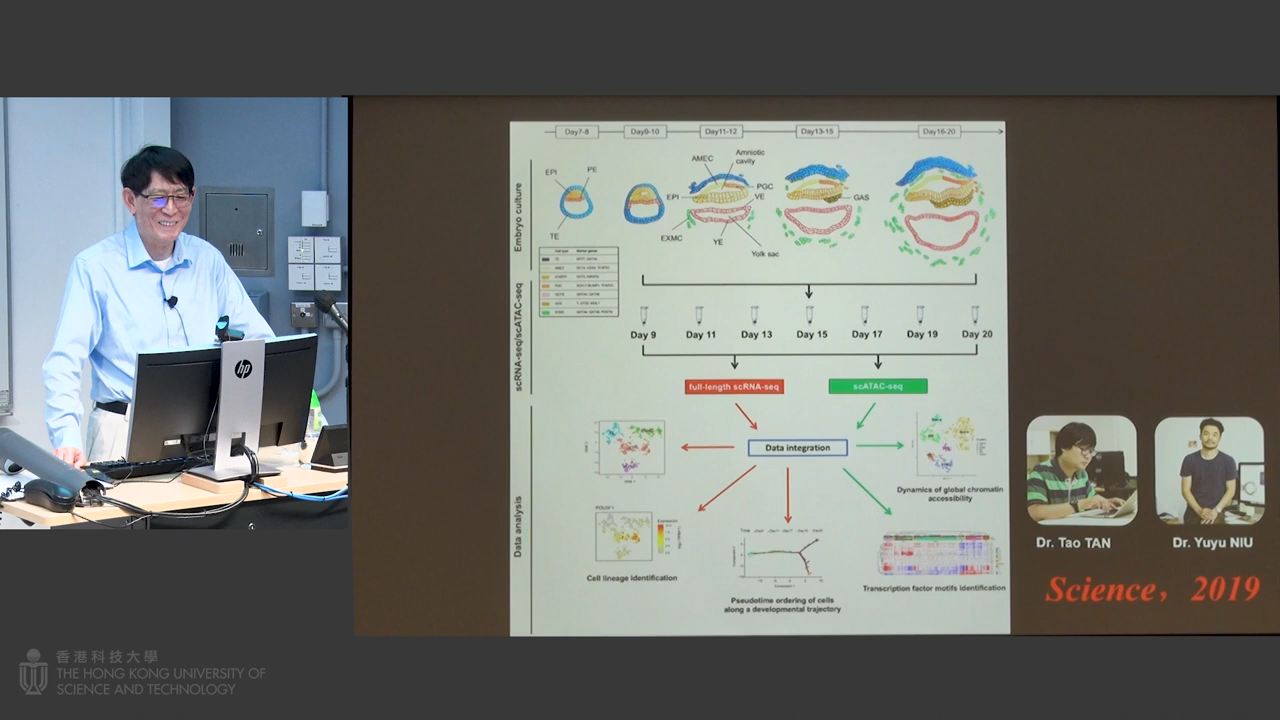 Day7-8
Day9-10
Day11-12
Day13-15
Day16-20
Embryo culture
EPI
PE
TE
AMEC
Amniotic
cavity
PGC
EPI
VE
EXMC
YE
Yolk sac
GAS
scRNA-seq/scATAC-seq
Day 9
Day 11
Day 13
Day 15
Day 17
Day 19
Day 20
full-length scRNA-seq
scATAC-seq
Data analysis
Data integration
Dynamics of global chromatin
accessibility
POU5F1
Cell lineage identification
Pseudotime ordering of cells
along a developmental trajectory
Transcription factor motifs identification
Dr. Tao TAN
Dr. Yuyu NIU
Science, 2019
hp
香港科技大學
THE HONG KONG UNIVERSITY OF
SCIENCE AND TECHNOLOGY